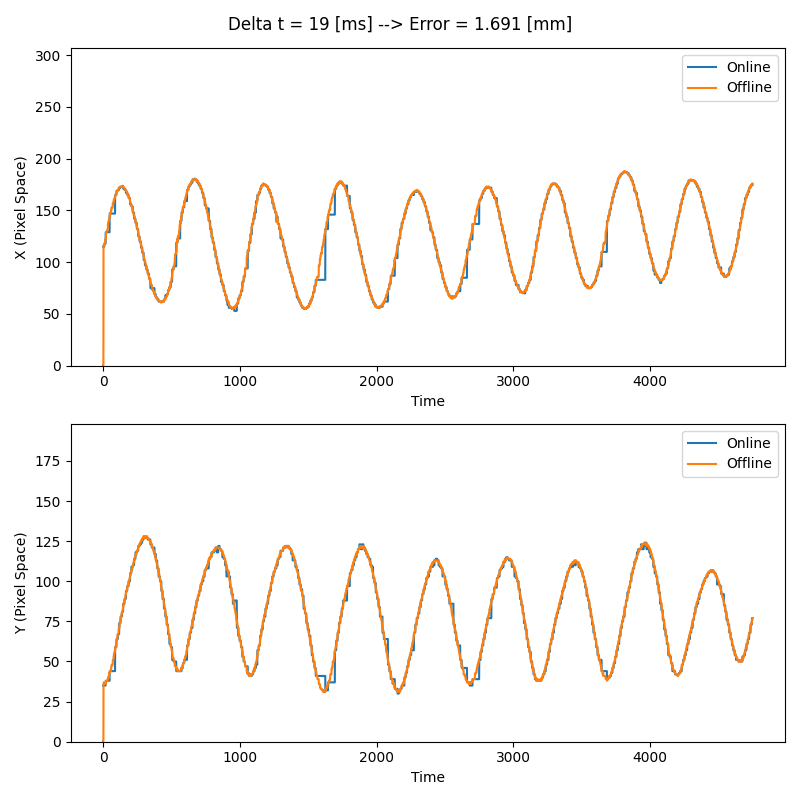 Delta t = 19 [ms] --> Error = 1.691 [mm]
300
250
200
150
100
50
0
X (Pixel Space)
Online
Offline
0
1000
2000
3000
4000
Time
175
150
125
100
75
50
25
0
Y (Pixel Space)
Online
Offline
0
1000
2000
3000
4000
Time